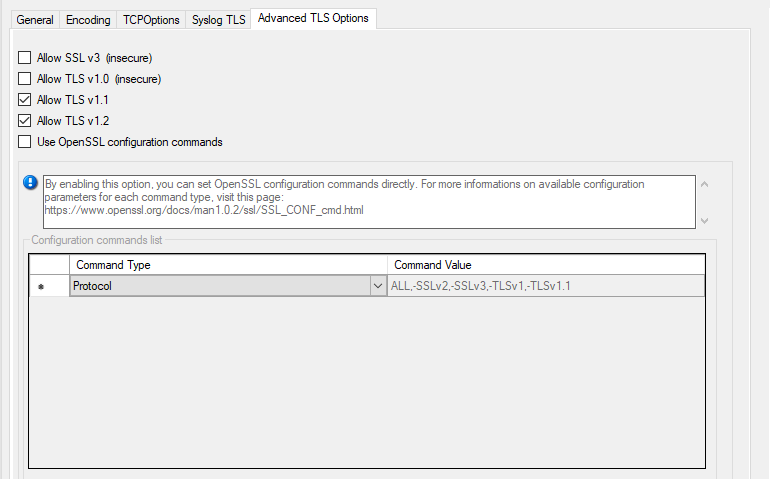 General Encoding TCPOptions Syslog TLS Advanced TLS Options
Allow SSL v3 (insecure)
Allow TLS v1.0 (insecure)
Allow TLS v1.1
Allow TLS v1.2
Use OpenSSL configuration commands
By enabling this option, you can set OpenSSL configuration commands directly. For more informations on available configuration
parameters for each command type, visit this page:
https://www.openssl.org/docs/man1.0.2/ssl/SSL_CONF_cmd.html
Configuration commands list
Command Type Command Value
Protocol ALL,-SSLv2,-SSLv3,-TLSv1,-TLSv1.1